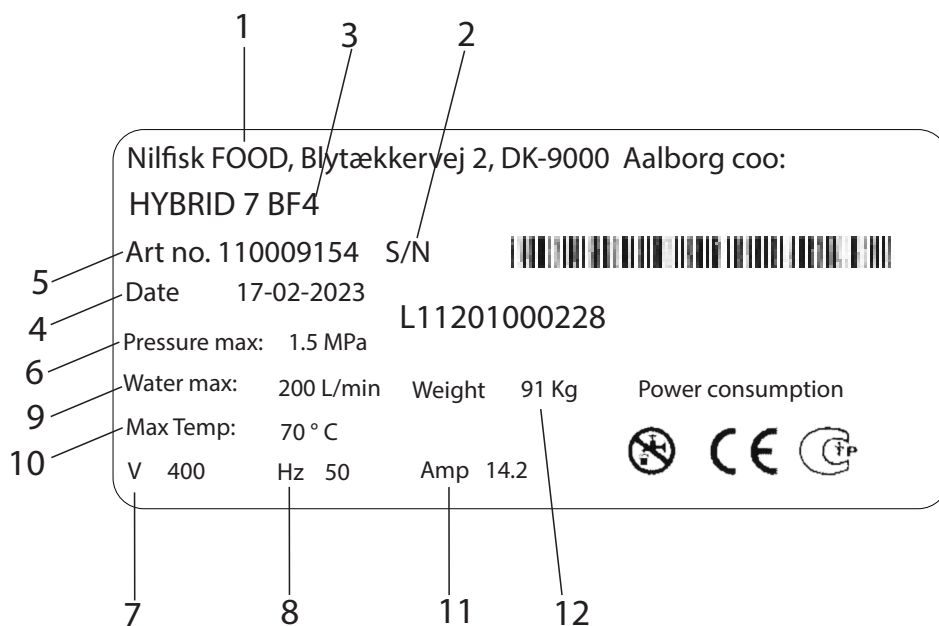 1
3
2
Nilfisk FOOD, Blytækkervej 2, DK-9000 Aalborg coo:
HYBRID 7 BF4
5
Art no. 110009154 S/N
4
Date 17-02-2023
L11201000228
6
Pressure max: 1.5 MPa
9
Water max: 200 L/min Weight 91 Kg Power consumption
10
Max Temp: 70 ° C
CE
CTP
V 400 Hz 50 Amp 14.2
7
8
11
12